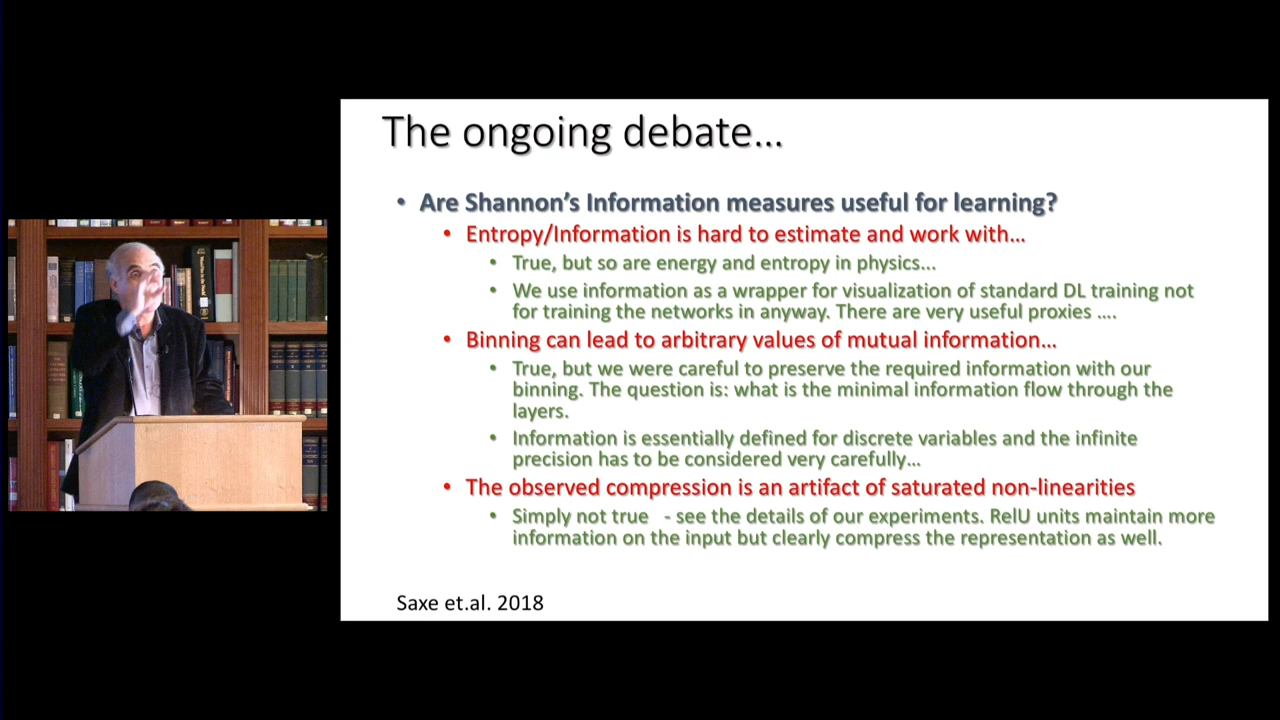 The ongoing debate...
• Are Shannon's Information measures useful for learning?
• Entropy/Information is hard to estimate and work with...
• True, but so are energy and entropy in physics...
• We use information as a wrapper for visualization of standard DL training not
for training the networks in anyway. There are very useful proxies ....
• Binning can lead to arbitrary values of mutual information...
• True, but we were careful to preserve the required information with our
binning. The question is: what is the minimal information flow through the
layers.
• Information is essentially defined for discrete variables and the infinite
precision has to be considered very carefully...
• The observed compression is an artifact of saturated non-linearities
• Simply not true - see the details of our experiments. RelU units maintain more
information on the input but clearly compress the representation as well.
Saxe et.al. 2018